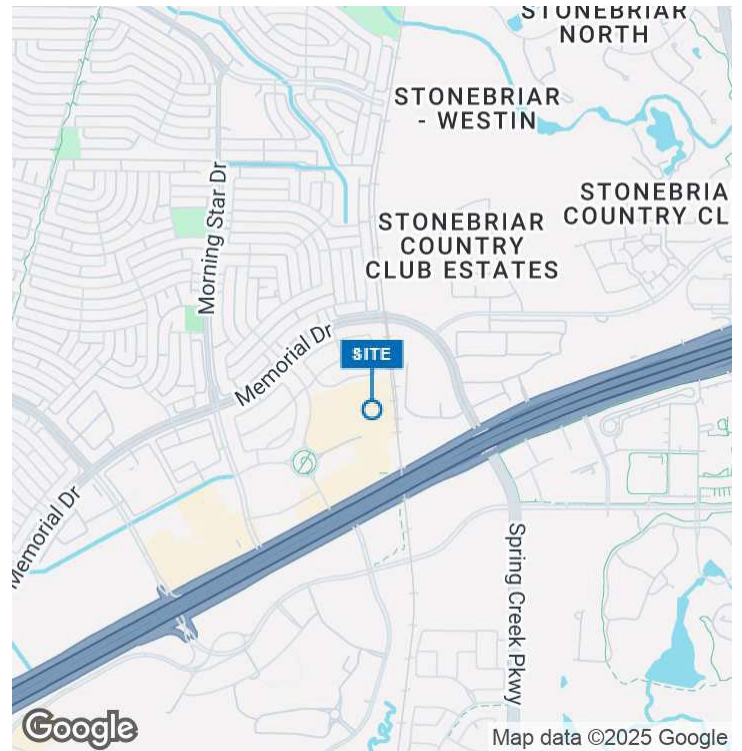 STONEBRIAR
NORTH
STONEBRIAR
- WESTIN
STONEBRIA
COUNTRY CL
STONEBRIAR
COUNTRY
CLUB ESTATES
Morning Star Dr
Memorial Dr
SITE
Memorial Dr
Spring Creek Pkwy
Google
Map data ©2025 Google